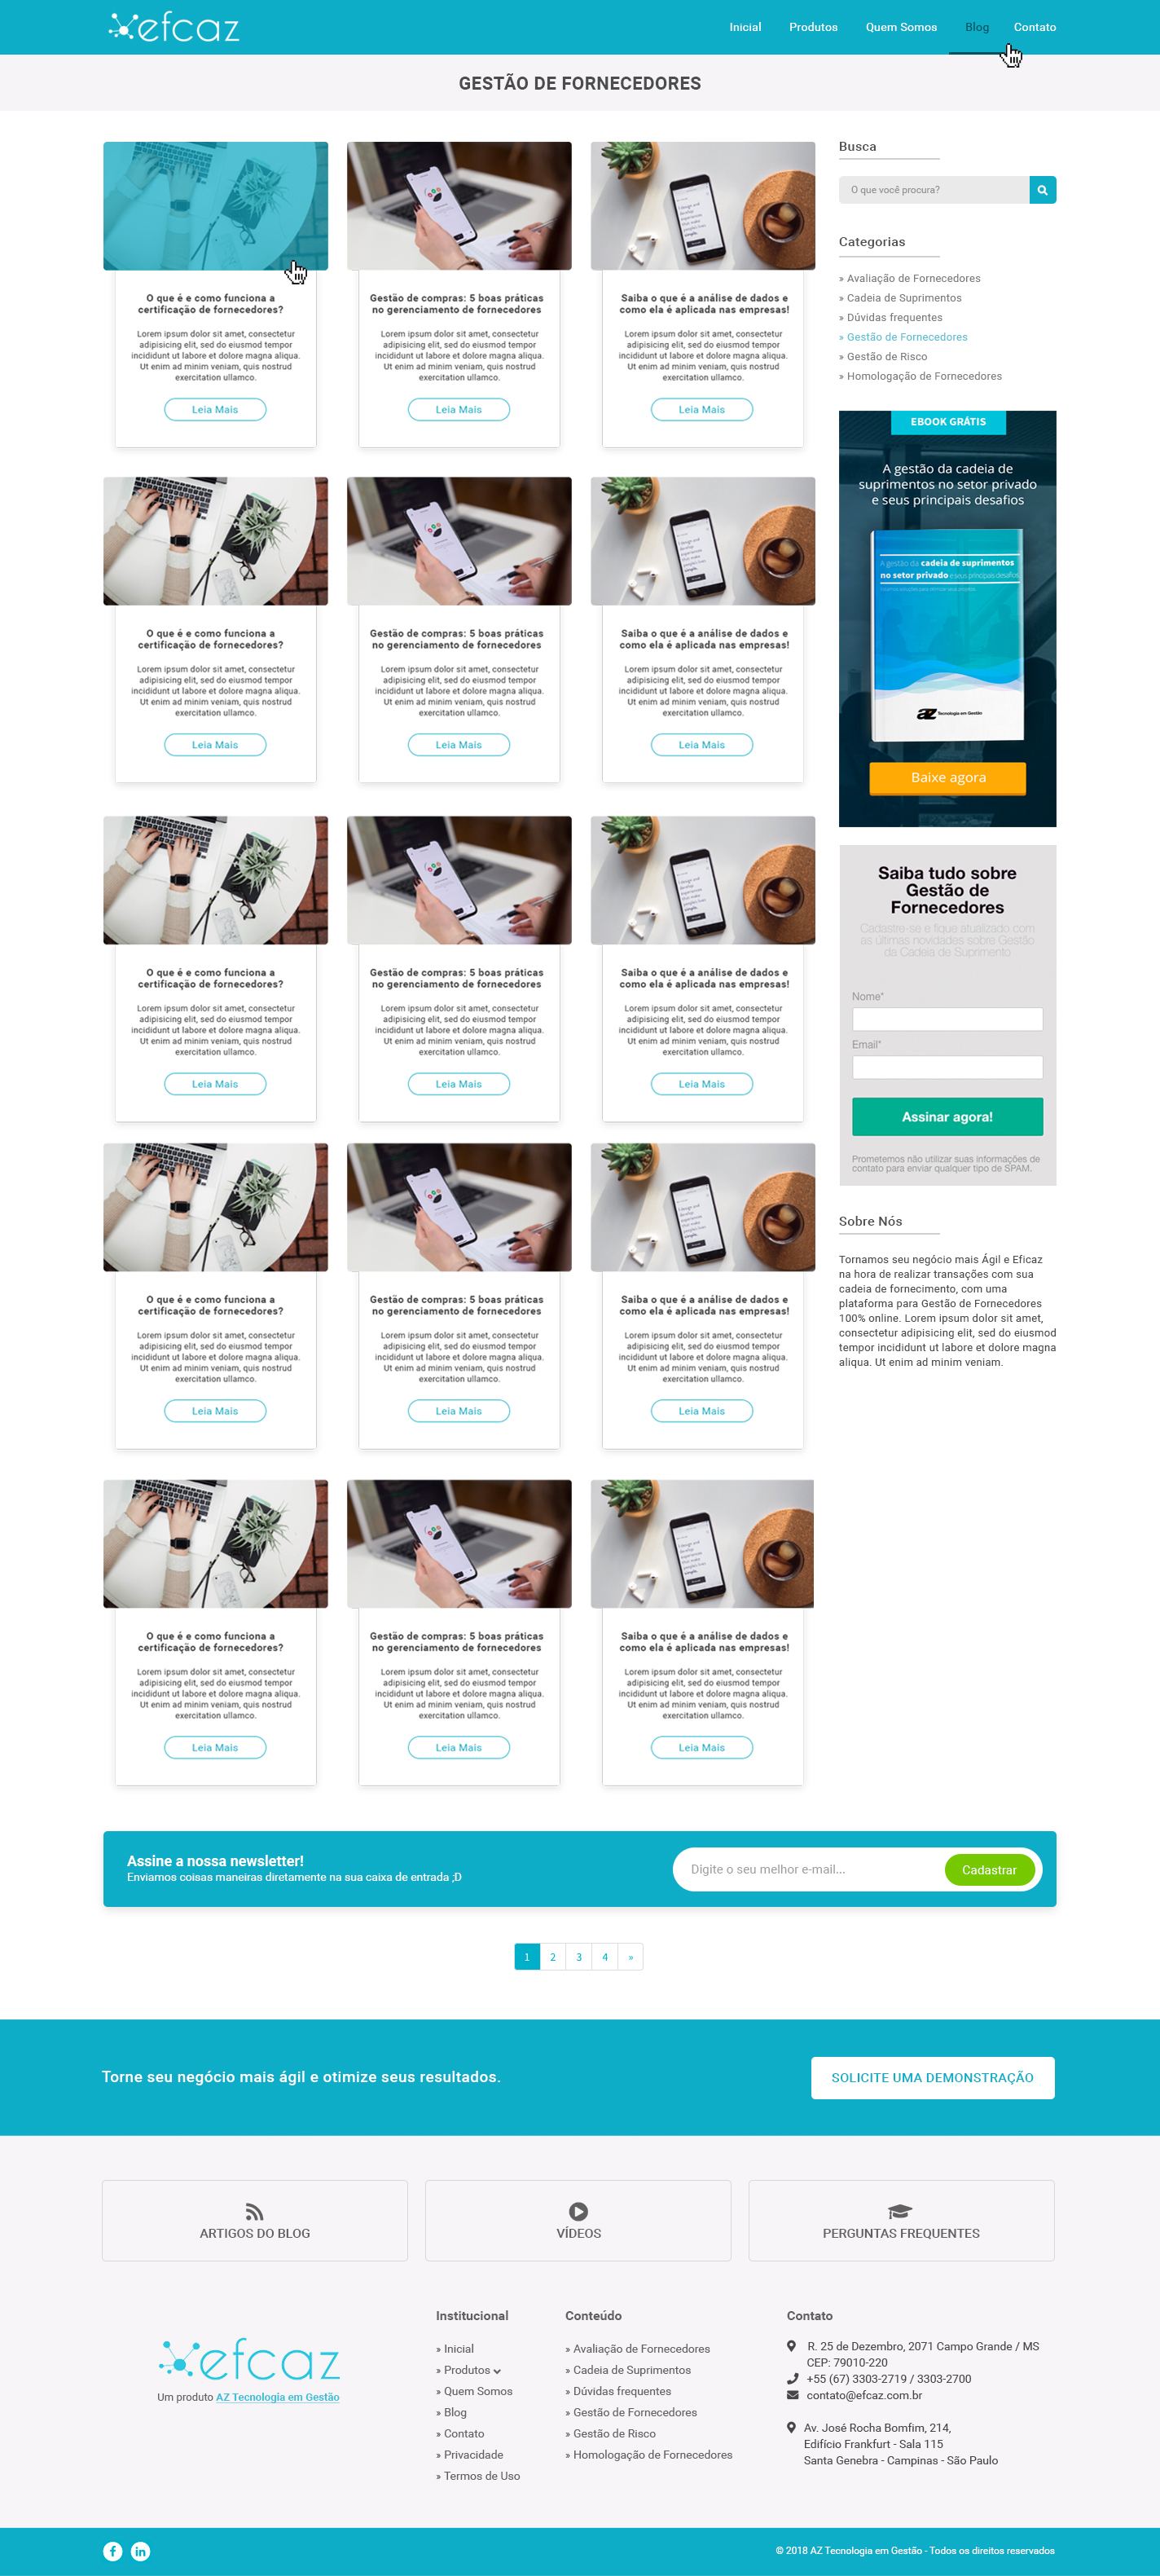 efcaz
Inicial
Produtos
Quem Somos
Blog
Contato
GESTÃO DE FORNECEDORES
O que é e como funciona a
certificação de fornecedores?
Lorem ipsum dolor sit amet, consectetur
adipisicing elit, sed do eiusmod tempor
incididunt ut labore et dolore magna aliqua.
Ut enim ad minim veniam, quis nostrud
exercitation ullamco.
Leia Mais
Gestão de compras: 5 boas práticas
no gerenciamento de fornecedores
Lorem ipsum dolor sit amet, consectetur
adipisicing elit, sed do eiusmod tempor
incididunt ut labore et dolore magna aliqua.
Ut enim ad minim veniam, quis nostrud
exercitation ullamco.
Leia Mais
Saiba o que é a análise de dados e
como ela é aplicada nas empresas!
Lorem ipsum dolor sit amet, consectetur
adipisicing elit, sed do eiusmod tempor
incididunt ut labore et dolore magna aliqua.
Ut enim ad minim veniam, quis nostrud
exercitation ullamco.
Leia Mais
O que é e como funciona a
certificação de fornecedores?
Lorem ipsum dolor sit amet, consectetur
adipisicing elit, sed do eiusmod tempor
incididunt ut labore et dolore magna aliqua.
Ut enim ad minim veniam, quis nostrud
exercitation ullamco.
Leia Mais
Gestão de compras: 5 boas práticas
no gerenciamento de fornecedores
Lorem ipsum dolor sit amet, consectetur
adipisicing elit, sed do eiusmod tempor
incididunt ut labore et dolore magna aliqua.
Ut enim ad minim veniam, quis nostrud
exercitation ullamco.
Leia Mais
Saiba o que é a análise de dados e
como ela é aplicada nas empresas!
Lorem ipsum dolor sit amet, consectetur
adipisicing elit, sed do eiusmod tempor
incididunt ut labore et dolore magna aliqua.
Ut enim ad minim veniam, quis nostrud
exercitation ullamco.
Leia Mais
O que é e como funciona a
certificação de fornecedores?
Lorem ipsum dolor sit amet, consectetur
adipisicing elit, sed do eiusmod tempor
incididunt ut labore et dolore magna aliqua.
Ut enim ad minim veniam, quis nostrud
exercitation ullamco.
Leia Mais
Gestão de compras: 5 boas práticas
no gerenciamento de fornecedores
Lorem ipsum dolor sit amet, consectetur
adipisicing elit, sed do eiusmod tempor
incididunt ut labore et dolore magna aliqua.
Ut enim ad minim veniam, quis nostrud
exercitation ullamco.
Leia Mais
Saiba o que é a análise de dados e
como ela é aplicada nas empresas!
Lorem ipsum dolor sit amet, consectetur
adipisicing elit, sed do eiusmod tempor
incididunt ut labore et dolore magna aliqua.
Ut enim ad minim veniam, quis nostrud
exercitation ullamco.
Leia Mais
O que é e como funciona a
certificação de fornecedores?
Lorem ipsum dolor sit amet, consectetur
adipisicing elit, sed do eiusmod tempor
incididunt ut labore et dolore magna aliqua.
Ut enim ad minim veniam, quis nostrud
exercitation ullamco.
Leia Mais
Gestão de compras: 5 boas práticas
no gerenciamento de fornecedores
Lorem ipsum dolor sit amet, consectetur
adipisicing elit, sed do eiusmod tempor
incididunt ut labore et dolore magna aliqua.
Ut enim ad minim veniam, quis nostrud
exercitation ullamco.
Leia Mais
Saiba o que é a análise de dados e
como ela é aplicada nas empresas!
Lorem ipsum dolor sit amet, consectetur
adipisicing elit, sed do eiusmod tempor
incididunt ut labore et dolore magna aliqua.
Ut enim ad minim veniam, quis nostrud
exercitation ullamco.
Leia Mais
O que é e como funciona a
certificação de fornecedores?
Lorem ipsum dolor sit amet, consectetur
adipisicing elit, sed do eiusmod tempor
incididunt ut labore et dolore magna aliqua.
Ut enim ad minim veniam, quis nostrud
exercitation ullamco.
Leia Mais
Gestão de compras: 5 boas práticas
no gerenciamento de fornecedores
Lorem ipsum dolor sit amet, consectetur
adipisicing elit, sed do eiusmod tempor
incididunt ut labore et dolore magna aliqua.
Ut enim ad minim veniam, quis nostrud
exercitation ullamco.
Leia Mais
Saiba o que é a análise de dados e
como ela é aplicada nas empresas!
Lorem ipsum dolor sit amet, consectetur
adipisicing elit, sed do eiusmod tempor
incididunt ut labore et dolore magna aliqua.
Ut enim ad minim veniam, quis nostrud
exercitation ullamco.
Leia Mais
Busca
O que você procura?
Categorias
» Avaliação de Fornecedores
» Cadeia de Suprimentos
» Dúvidas frequentes
» Gestão de Fornecedores
» Gestão de Risco
» Homologação de Fornecedores
EBOOK GRÁTIS
A gestão da cadeia de
suprimentos no setor privado
e seus principais desafios
A gestão da cadeia de suprimentos
no setor privado e seus principais desafios
az Tecnologia em Gestão
Baixe agora
Saiba tudo sobre
Gestão de
Fornecedores
Cadastre-se e fique atualizado com
as últimas novidades sobre Gestão
da Cadeia de Suprimento
Nome*
Email*
Assinar agora!
Prometemos não utilizar suas informações de
contato para enviar qualquer tipo de SPAM.
Sobre Nós
Tornamos seu negócio mais Ágil e Eficaz
na hora de realizar transações com sua
cadeia de fornecimento, com uma
plataforma para Gestão de Fornecedores
100% online. Lorem ipsum dolor sit amet,
consectetur adipisicing elit, sed do eiusmod
tempor incididunt ut labore et dolore magna
aliqua. Ut enim ad minim veniam.
Assine a nossa newsletter!
Enviamos coisas maneiras diretamente na sua caixa de entrada ;D
Digite o seu melhor e-mail...
Cadastrar
1 2 3 4 »
Torne seu negócio mais ágil e otimize seus resultados.
SOLICITE UMA DEMONSTRAÇÃO
ARTIGOS DO BLOG
VÍDEOS
PERGUNTAS FREQUENTES
efcaz
Um produto AZ Tecnologia em Gestão
Institucional
» Inicial
» Produtos
» Quem Somos
» Blog
» Contato
» Privacidade
» Termos de Uso
Conteúdo
» Avaliação de Fornecedores
» Cadeia de Suprimentos
» Dúvidas frequentes
» Gestão de Fornecedores
» Gestão de Risco
» Homologação de Fornecedores
Contato
R. 25 de Dezembro, 2071 Campo Grande / MS
CEP: 79010-220
+55 (67) 3303-2719 / 3303-2700
contato@efcaz.com.br
Av. José Rocha Bomfim, 214,
Edifício Frankfurt - Sala 115
Santa Genebra - Campinas - São Paulo
© 2018 AZ Tecnologia em Gestão - Todos os direitos reservados